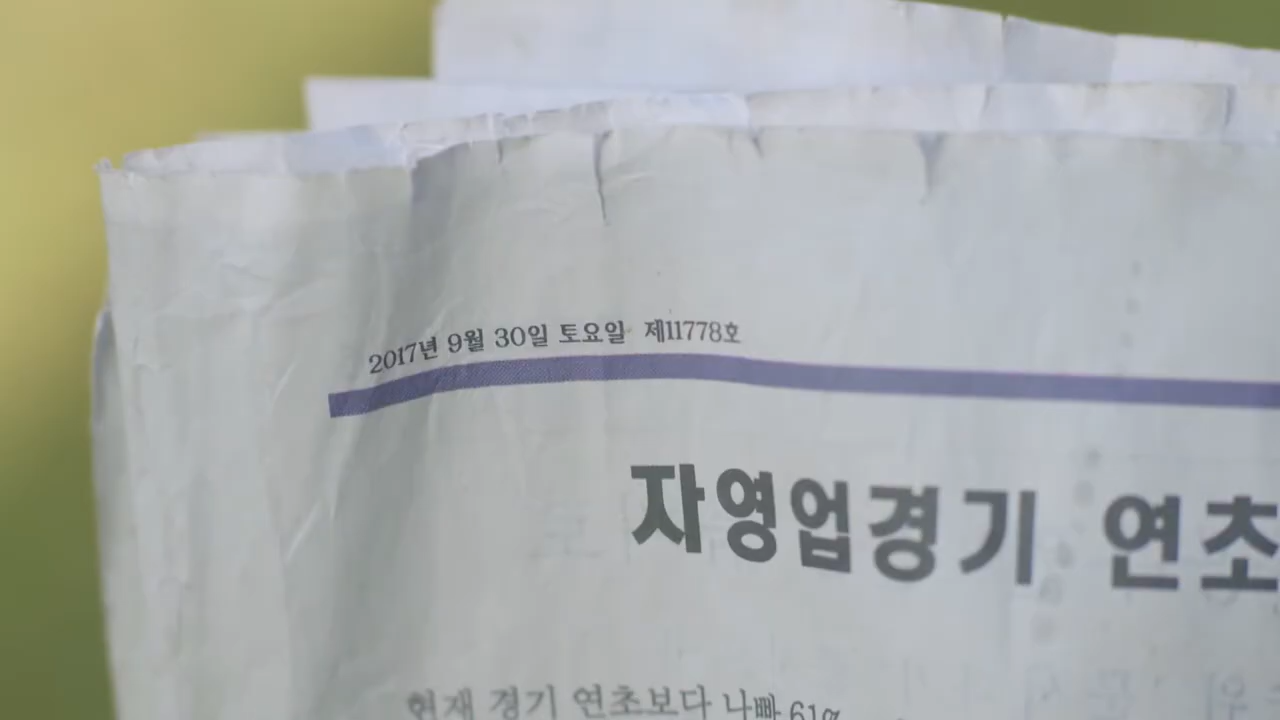 2017년 9월 30일 토요일 제11778호
자영업경기 연초
현재 경기 연초보다 나빠 61%